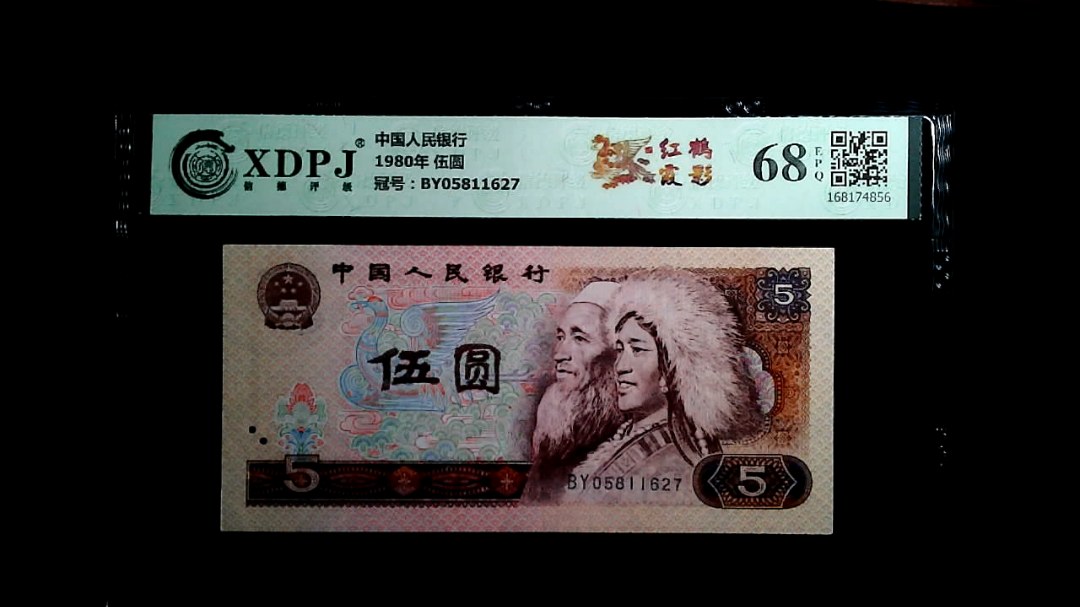 XDPJ®
信德评级
中国人民银行
1980年 伍圆
冠号：BY05811627
红鹤
霞影
68
EPQ
168174856
中国人民银行
5
伍圆
5
BY05811627
5